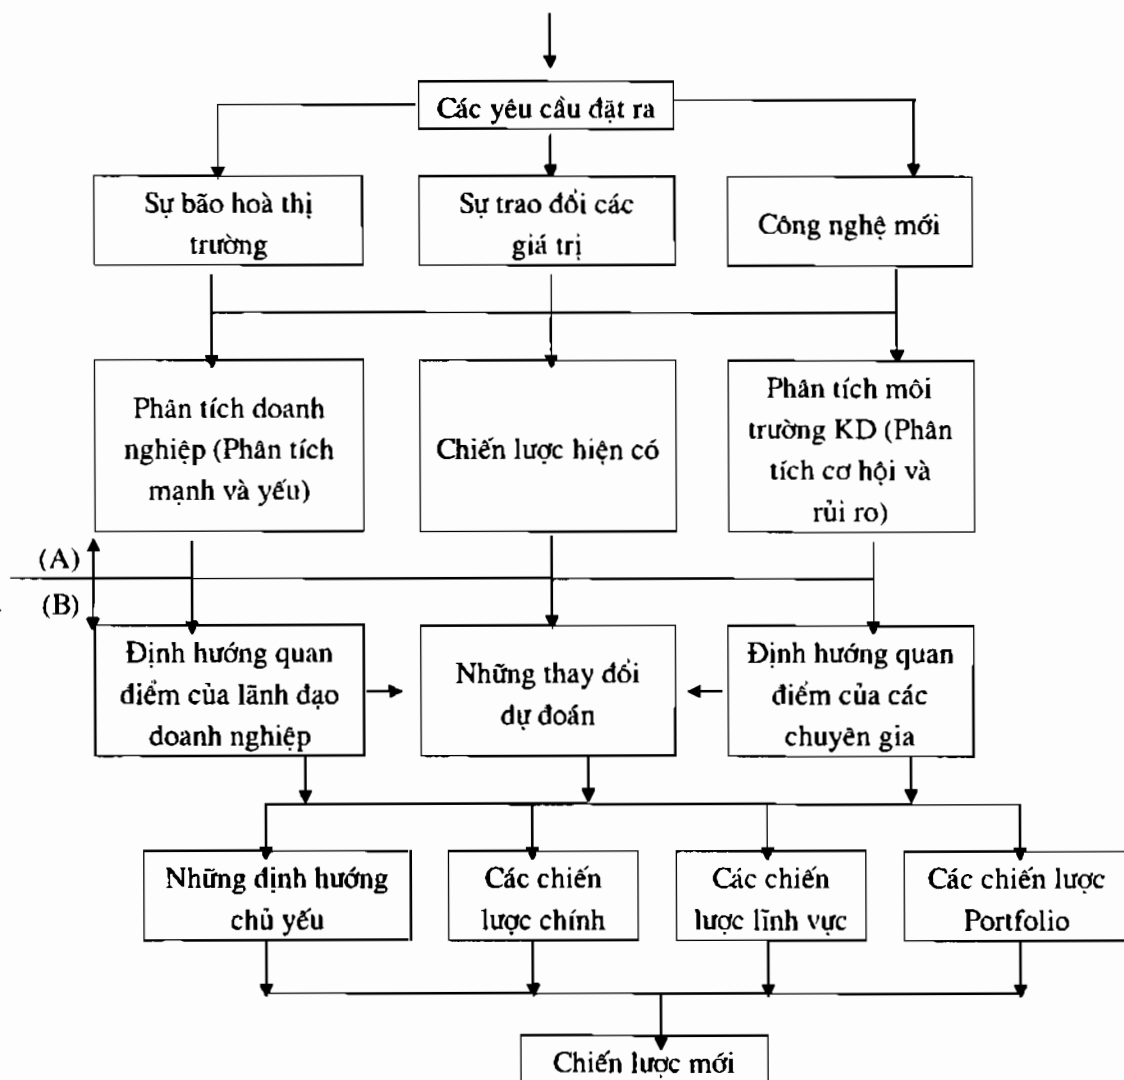 Các yêu cầu đặt ra
Sự bão hoà thị
trường
Sự trao đổi các
giá trị
Công nghệ mới
Phân tích doanh
nghiệp (Phân tích
mạnh và yếu)
Chiến lược hiện có
Phân tích môi
trường KD (Phân
tích cơ hội và
rủi ro)
(A)
(B)
Định hướng quan
điểm của lãnh đạo
doanh nghiệp
Những thay đổi
dự đoán
Định hướng quan
điểm của các
chuyên gia
Những định hướng
chủ yếu
Các chiến
lược chính
Các chiến
lược lĩnh vực
Các chiến lược
Portfolio
Chiến lược mới